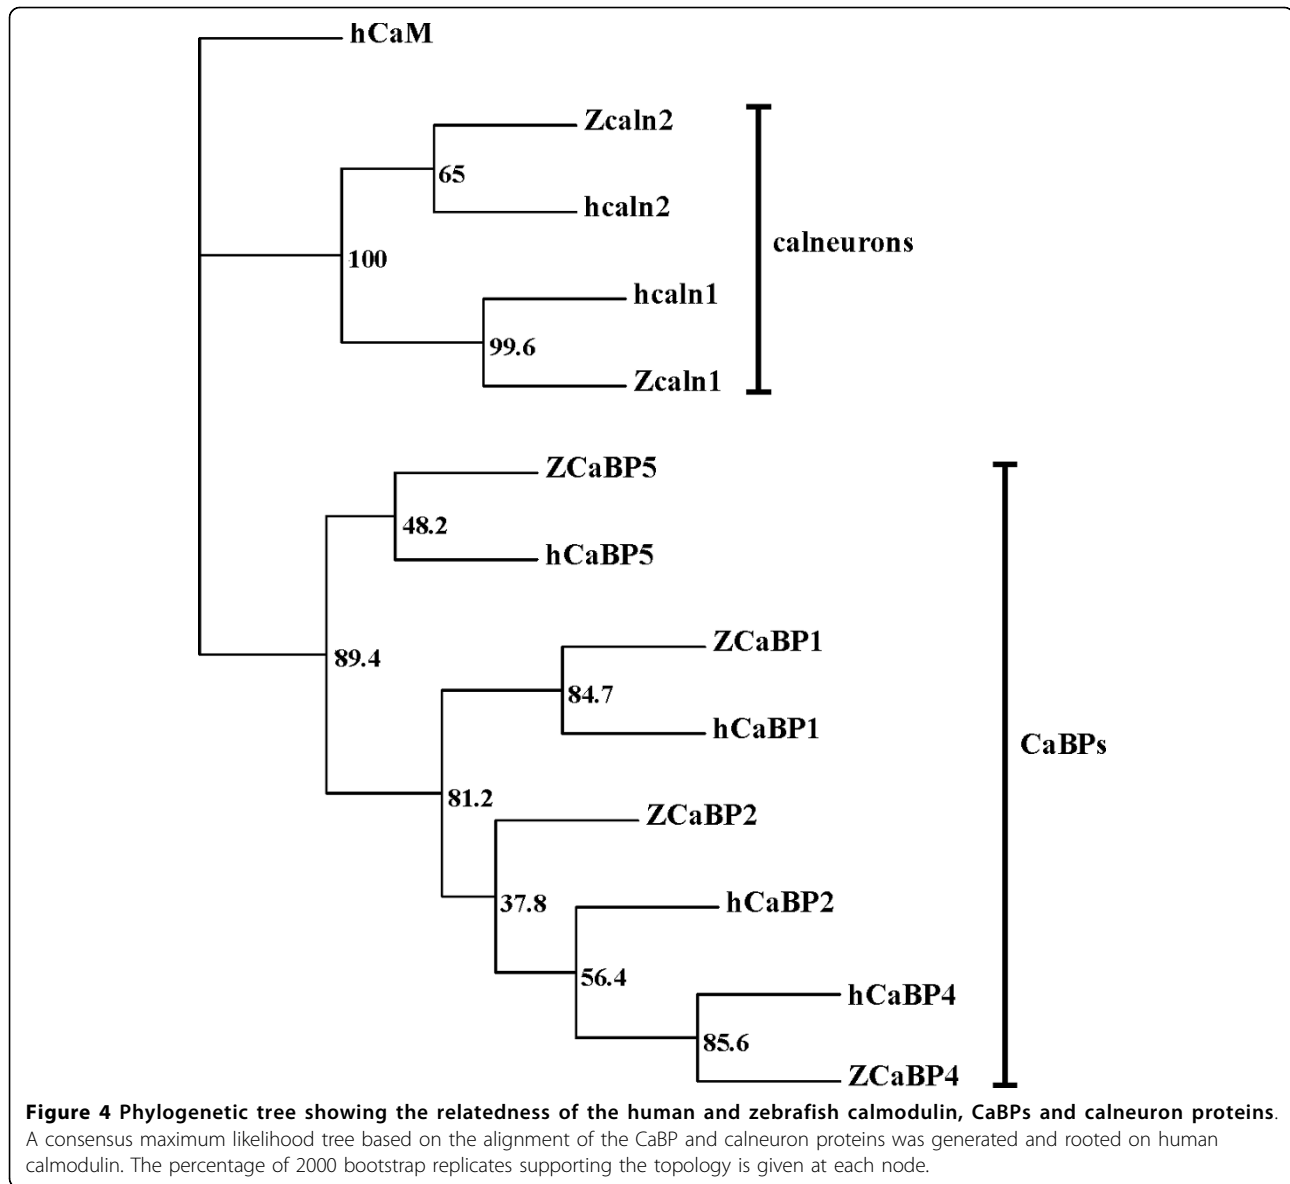 hCaM
Zcaln2
65
hcaln2
calneurons
100
hcaln1
99.6
Zcaln1
ZCaBP5
48.2
hCaBP5
ZCaBP1
89.4
84.7
hCaBP1
CaBPs
81.2
ZCaBP2
37.8
hCaBP2
56.4
hCaBP4
85.6
ZCaBP4
Figure 4 Phylogenetic tree showing the relatedness of the human and zebrafish calmodulin, CaBPs and calneuron proteins.
A consensus maximum likelihood tree based on the alignment of the CaBP and calneuron proteins was generated and rooted on human
calmodulin. The percentage of 2000 bootstrap replicates supporting the topology is given at each node.